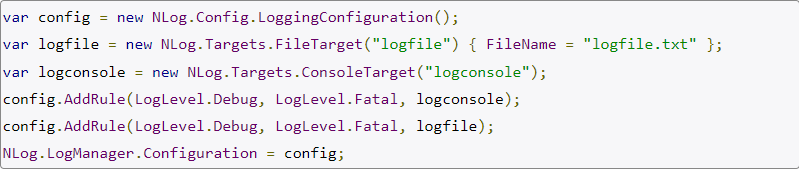 var config = new NLog.Config.LoggingConfiguration();
var logfile = new NLog.Targets.FileTarget("logfile") { FileName = "logfile.txt" };
var logconsole = new NLog.Targets.ConsoleTarget("logconsole");
config.AddRule(LogLevel.Debug, LogLevel.Fatal, logconsole);
config.AddRule(LogLevel.Debug, LogLevel.Fatal, logfile);
NLog.LogManager.Configuration = config;